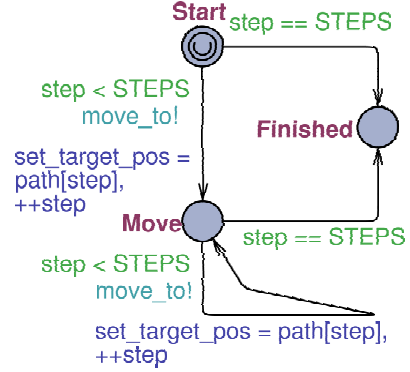 Start
step == STEPS
step < STEPS
move_to!
Finished
set_target_pos =
path[step],
++step
Move
step == STEPS
step < STEPS
move_to!
set_target_pos = path[step],
++step